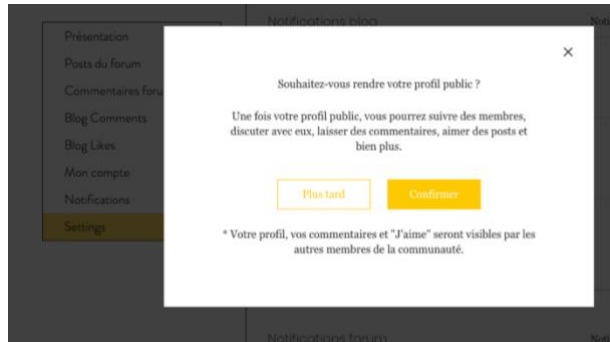 Notifications blog
Présentation
Posts du forum
Commentaires foru
Blog Comments
Blog Likes
Mon compte
Notifications
Settings
Souhaitez-vous rendre votre profil public ?
Une fois votre profil public, vous pourrez suivre des membres,
discuter avec eux, laisser des commentaires, aimer des posts et
bien plus.
Plus tard
Confirmer
* Votre profil, vos commentaires et "J'aime" seront visibles par les
autres membres de la communauté.
Notifications forum